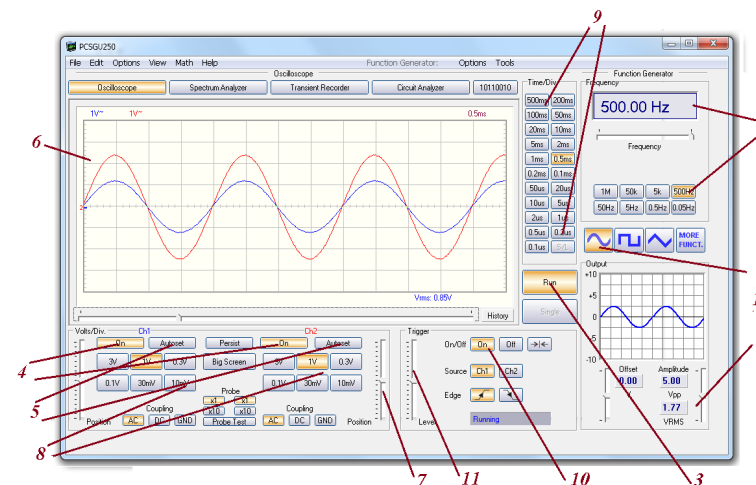 9
PCSGU250
File Edit Options View Math Help Function Generator: Options Tools
Oscilloscope Function Generator
Oscilloscope Spectrum Analyzer Transient Recorder Circuit Analyzer 10110010
Time/Div. Frequency
1V~ 1V~ 0.5ms
500.00 Hz
500ms 200ms
100ms 50ms
20ms 10ms
5ms 2ms
1ms 0.5ms
0.2ms 0.1ms
50us 20us
10us 5us
2us 1us
0.5us 0.2us
0.1us
Frequency
1M 50k 5k 500Hz
50Hz 5Hz 0.5Hz 0.05Hz
MORE
FUNCT.
6
2
Vrms: 0.85V
History
Run
Single
Output
+10
+5
0
-5
-10
Offset Amplitude
0.00 5.00
Vpp
1.77
VRMS
Volts/Div. Ch1 Ch2
On Autoset Persist On Autoset
3V 1V 0.3V Big Screen 3V 1V 0.3V
0.1V 30mV 10mV 0.1V 30mV 10mV
Probe
x1 x1
x10 x10
Coupling Coupling
Position AC DC GND Probe Test AC DC GND Position
Trigger
On/Off On Off
Source Ch1 Ch2
Edge
Level Running
4
5
8
7
11
10
3